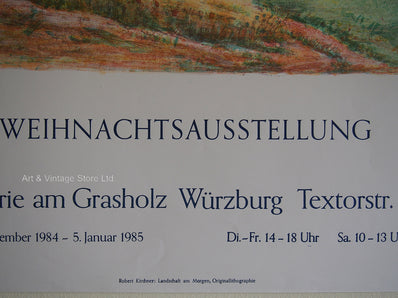 WEIHNACHTSAUSSTELLUNG
Art & Vintage Store Ltd.
rie am Grasholz Würzburg Textorstr.
ember 1984 – 5. Januar 1985 Di.–Fr. 14 – 18 Uhr Sa. 10 – 13 U
Robert Kirchner: Landschaft am Morgen, Originallithographie